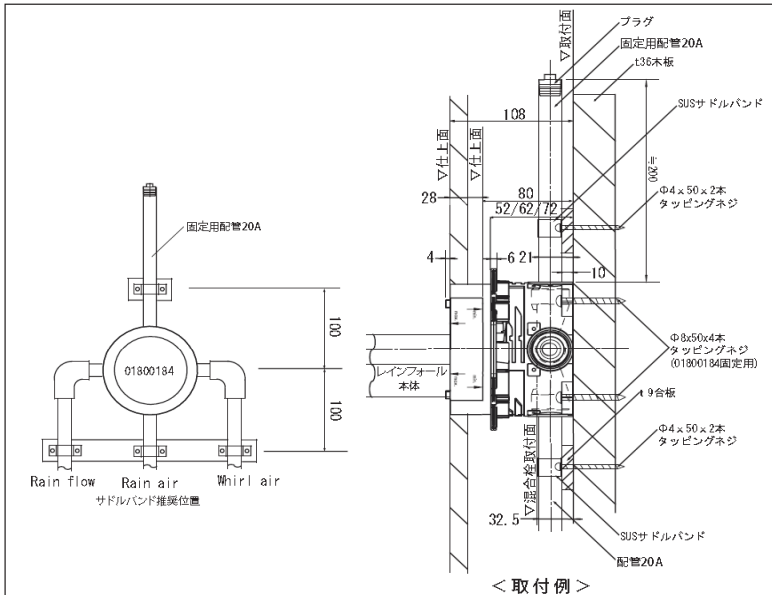 固定用配管20A
100
100
01800184
Rain flow
Rain air
Whirl air
サドルバンド推奨位置
プラグ
固定用配管20A
t36木板
▽取付面
SUSサドルバンド
108
▽仕上面
▽仕上面
≒200
28
80
52/62/72
Φ4×50×2本
タッピングネジ
4
6
21
10
Φ8x50x4本
タッピングネジ
(01800184固定用)
レインフォール
本体
t9合板
Φ4×50×2本
タッピングネジ
▽混合栓取付面
32.5
SUSサドルバンド
配管20A
＜取付例＞